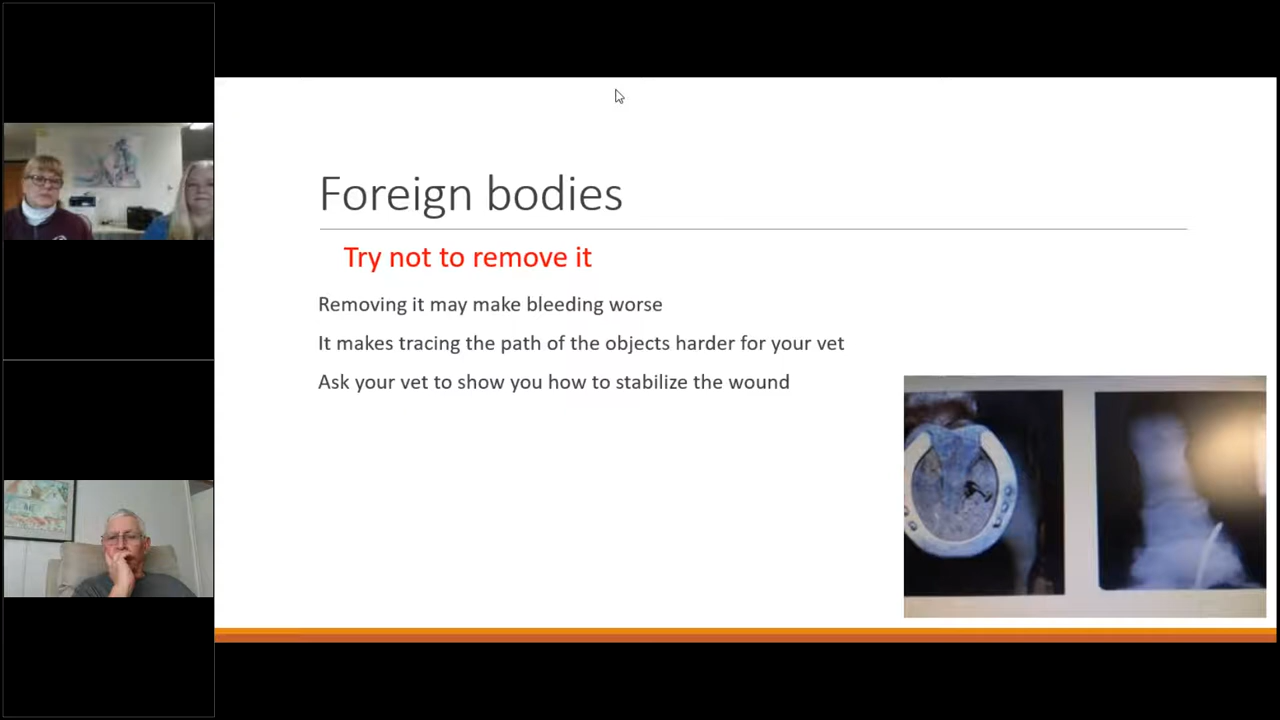 Foreign bodies
Try not to remove it
Removing it may make bleeding worse
It makes tracing the path of the objects harder for your vet
Ask your vet to show you how to stabilize the wound